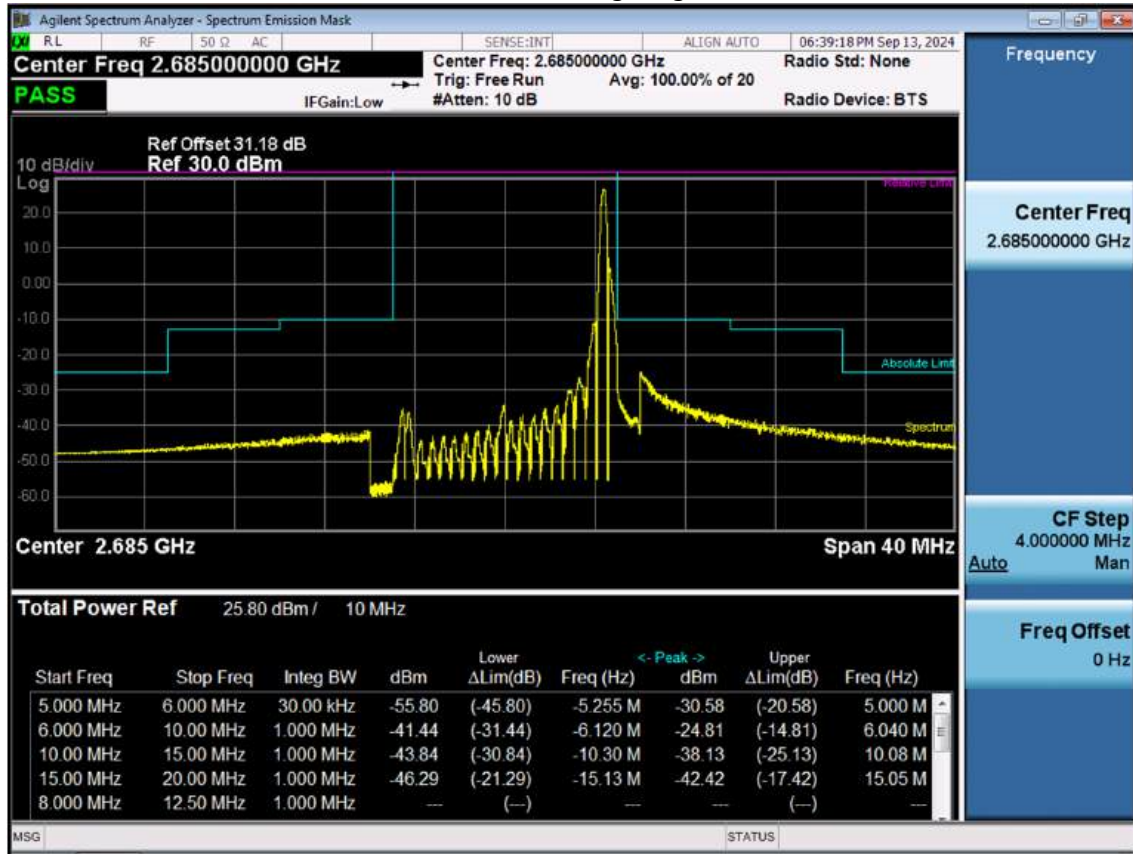 Agilent Spectrum Analyzer - Spectrum Emission Mask
RL RF 50 Ω AC SENSE:INT ALIGN AUTO 06:39:18 PM Sep 13, 2024
Center Freq 2.685000000 GHz Center Freq: 2.685000000 GHz Radio Std: None
Trig: Free Run Avg: 100.00% of 20
PASS IFGain:Low #Atten: 10 dB Radio Device: BTS
Ref Offset 31.18 dB
10 dB/div Ref 30.0 dBm
Log
Relative Limit
20.0
10.0
0.00
-10.0
-20.0
Absolute Limit
-30.0
-40.0
Spectrum
-50.0
-60.0
Center 2.685 GHz Span 40 MHz
Total Power Ref 25.80 dBm / 10 MHz
Lower <- Peak -> Upper
Start Freq Stop Freq Integ BW dBm ΔLim(dB) Freq (Hz) dBm ΔLim(dB) Freq (Hz)
5.000 MHz 6.000 MHz 30.00 kHz -55.80 (-45.80) -5.255 M -30.58 (-20.58) 5.000 M
6.000 MHz 10.00 MHz 1.000 MHz -41.44 (-31.44) -6.120 M -24.81 (-14.81) 6.040 M
10.00 MHz 15.00 MHz 1.000 MHz -43.84 (-30.84) -10.30 M -38.13 (-25.13) 10.08 M
15.00 MHz 20.00 MHz 1.000 MHz -46.29 (-21.29) -15.13 M -42.42 (-17.42) 15.05 M
8.000 MHz 12.50 MHz 1.000 MHz --- (---) --- --- (---) ---
MSG STATUS
Frequency
Center Freq
2.685000000 GHz
CF Step
4.000000 MHz
Auto Man
Freq Offset
0 Hz